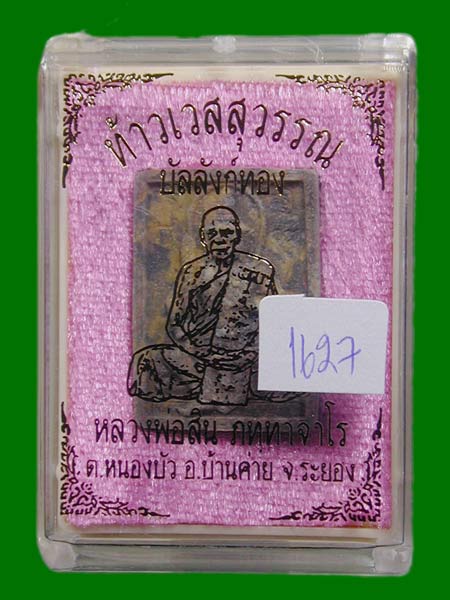 ท้าวเวสสุวรรณ
บัลลังก์ทอง
1627
หลวงพ่อสิน ภทฺทาจาโร
ต.หนองบัว อ.บ้านค่าย จ.ระยอง